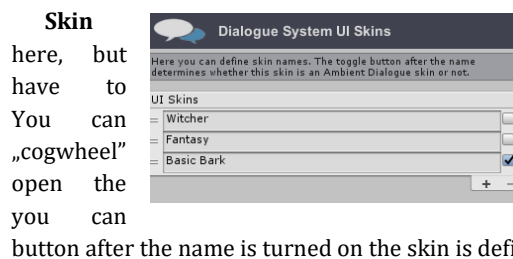 Skin
here, but
have to
You can
„cogwheel”
open the
you can
button after the name is turned on the skin is defi
Dialogue System UI Skins
Here you can define skin names. The toggle button after the name
determines whether this skin is an Ambient Dialogue skin or not.
UI Skins
= Witcher
= Fantasy
= Basic Bark
+ −